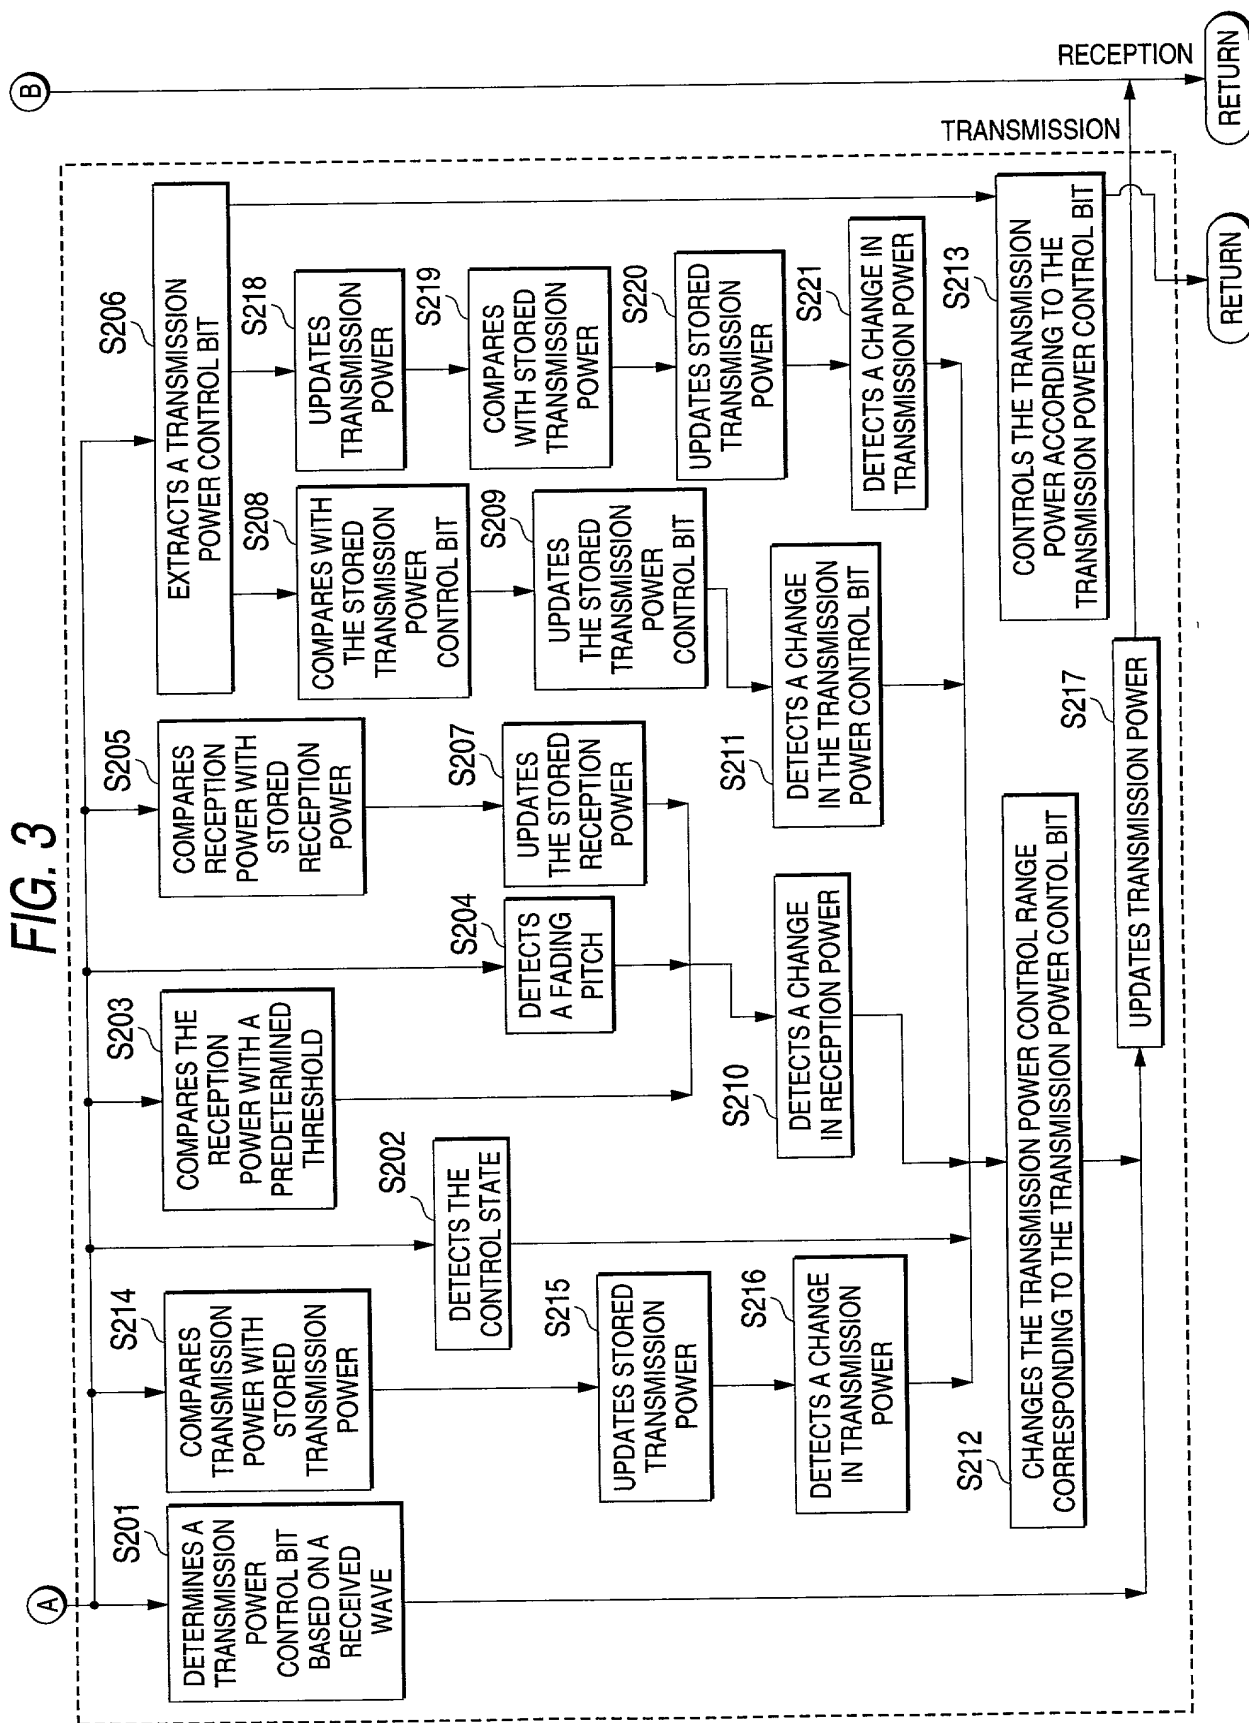 FIG. 3
A
B
S201
DETERMINES A
TRANSMISSION
POWER
CONTROL BIT
BASED ON A
RECEIVED
WAVE
S214
COMPARES
TRANSMISSION
POWER WITH
STORED
TRANSMISSION
POWER
S202
DETECTS THE
CONTROL STATE
S203
COMPARES THE
RECEPTION
POWER WITH A
PREDETERMINED
THRESHOLD
S204
DETECTS
A FADING
PITCH
S205
COMPARES
RECEPTION
POWER WITH
STORED
RECEPTION
POWER
S206
EXTRACTS A TRANSMISSION
POWER CONTROL BIT
S207
UPDATES
THE STORED
RECEPTION
POWER
S208
COMPARES WITH
THE STORED
TRANSMISSION
POWER
CONTROL BIT
S218
UPDATES
TRANSMISSION
POWER
S219
COMPARES
WITH STORED
TRANSMISSION
POWER
S209
UPDATES
THE STORED
TRANSMISSION
POWER
CONTROL BIT
S220
UPDATES STORED
TRANSMISSION
POWER
S215
UPDATES STORED
TRANSMISSION
POWER
S216
DETECTS A CHANGE
IN TRANSMISSION
POWER
S210
DETECTS A CHANGE
IN RECEPTION POWER
S211
DETECTS A CHANGE
IN THE TRANSMISSION
POWER CONTROL BIT
S221
DETECTS A CHANGE IN
TRANSMISSION POWER
S212
CHANGES THE TRANSMISSION POWER CONTROL RANGE
CORRESPONDING TO THE TRANSMISSION POWER CONTOL BIT
S213
CONTROLS THE TRANSMISSION
POWER ACCORDING TO THE
TRANSMISSION POWER CONTROL BIT
S217
UPDATES TRANSMISSION POWER
TRANSMISSION
RECEPTION
RETURN
RETURN